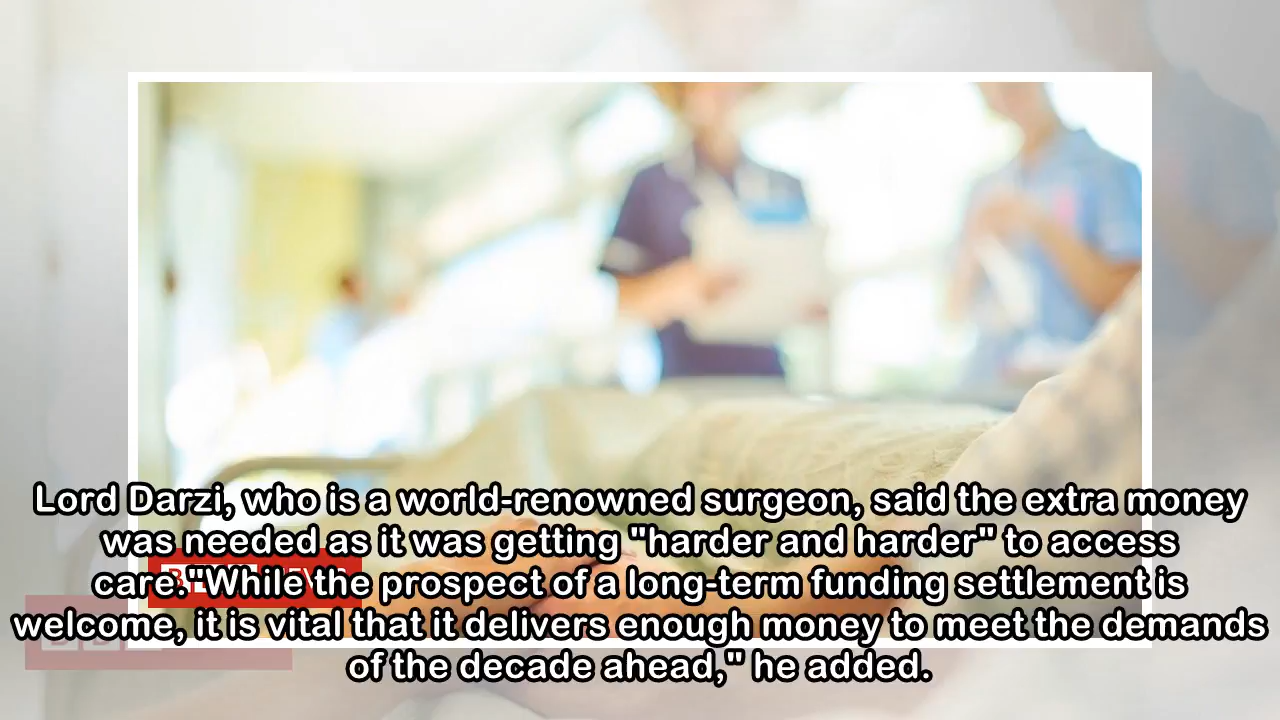 Lord Darzi, who is a world-renowned surgeon, said the extra money
was needed as it was getting "harder and harder" to access
care."While the prospect of a long-term funding settlement is
welcome, it is vital that it delivers enough money to meet the demands
of the decade ahead," he added.